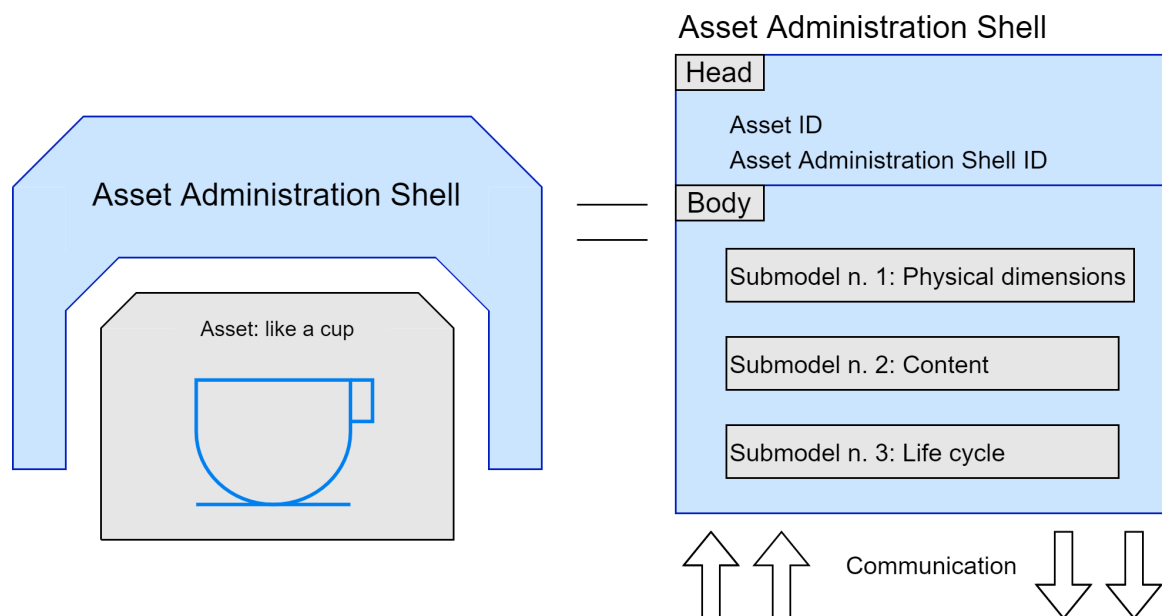 Asset Administration Shell
Asset: like a cup
Asset Administration Shell
Head
Asset ID
Asset Administration Shell ID
Body
Submodel n. 1: Physical dimensions
Submodel n. 2: Content
Submodel n. 3: Life cycle
Communication